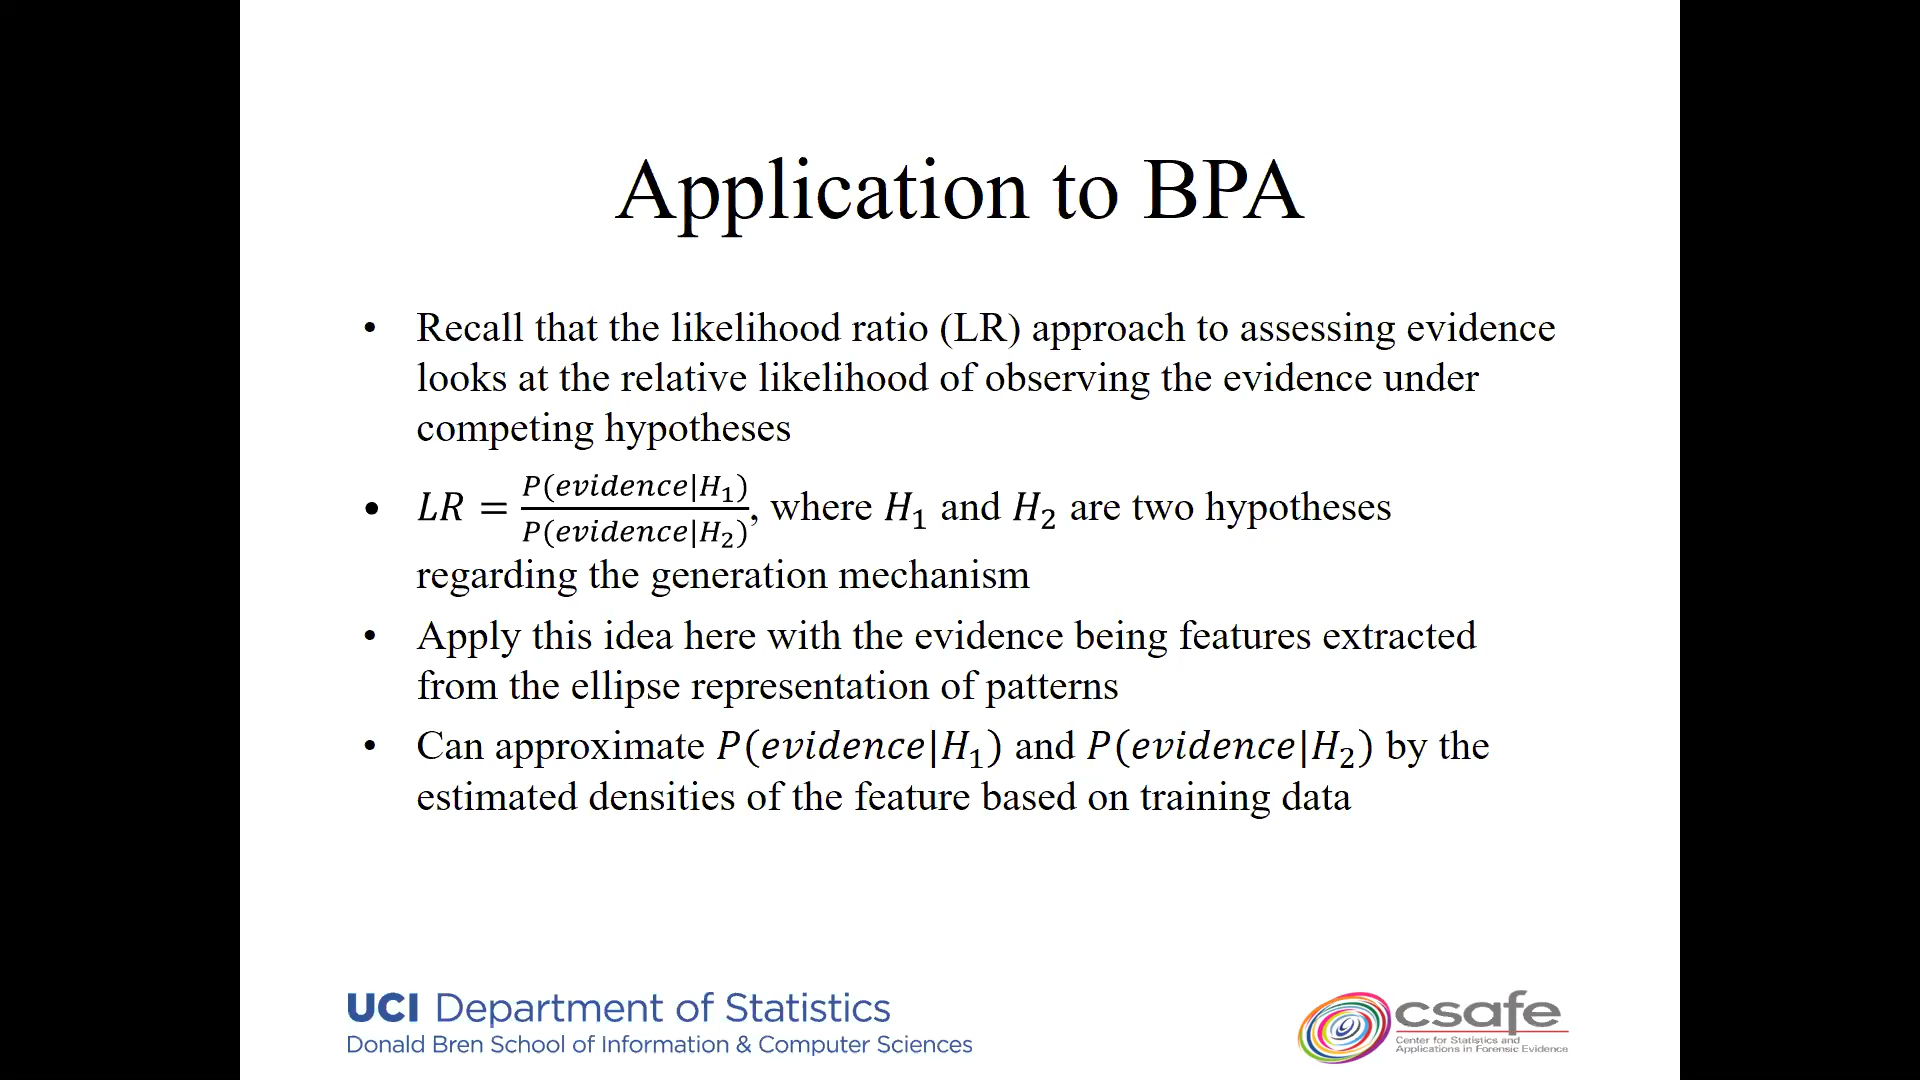 Application to BPA
• Recall that the likelihood ratio (LR) approach to assessing evidence
looks at the relative likelihood of observing the evidence under
competing hypotheses
• LR = P(evidence|H₁) / P(evidence|H₂), where H₁ and H₂ are two hypotheses
regarding the generation mechanism
• Apply this idea here with the evidence being features extracted
from the ellipse representation of patterns
• Can approximate P(evidence|H₁) and P(evidence|H₂) by the
estimated densities of the feature based on training data
UCI Department of Statistics
Donald Bren School of Information & Computer Sciences
csafe
Center for Statistics and
Applications in Forensic Evidence